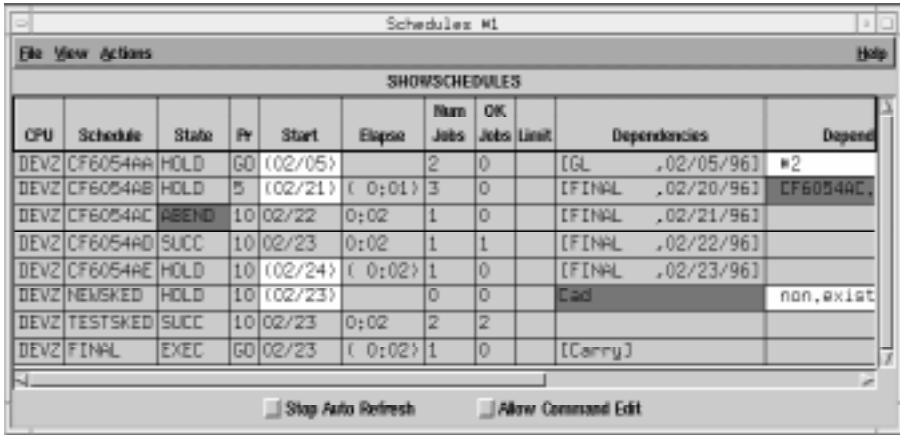 Schedules #1
File View Actions Help
SHOWSCHEDULES
CPU Schedule State Pr Start Elapse Num Jobs OK Jobs Limit Dependencies Depend
DEVZ CF6054AA HOLD GO (02/05) 2 0 [GL ,02/05/96] #2
DEVZ CF6054AB HOLD 5 (02/21) ( 0:01) 3 0 [FINAL ,02/20/96] CF6054AC,
DEVZ CF6054AC ABEND 10 02/22 0:02 1 0 [FINAL ,02/21/96]
DEVZ CF6054AD SUCC 10 02/23 0:02 1 1 [FINAL ,02/22/96]
DEVZ CF6054AE HOLD 10 (02/24) ( 0:02) 1 0 [FINAL ,02/23/96]
DEVZ NEWSKED HOLD 10 (02/23) 0 0 Cad non.exist
DEVZ TESTSKED SUCC 10 02/23 0:02 2 2
DEVZ FINAL EXEC GO 02/23 ( 0:02) 1 0 [Carry]
Stop Auto Refresh Allow Command Edit